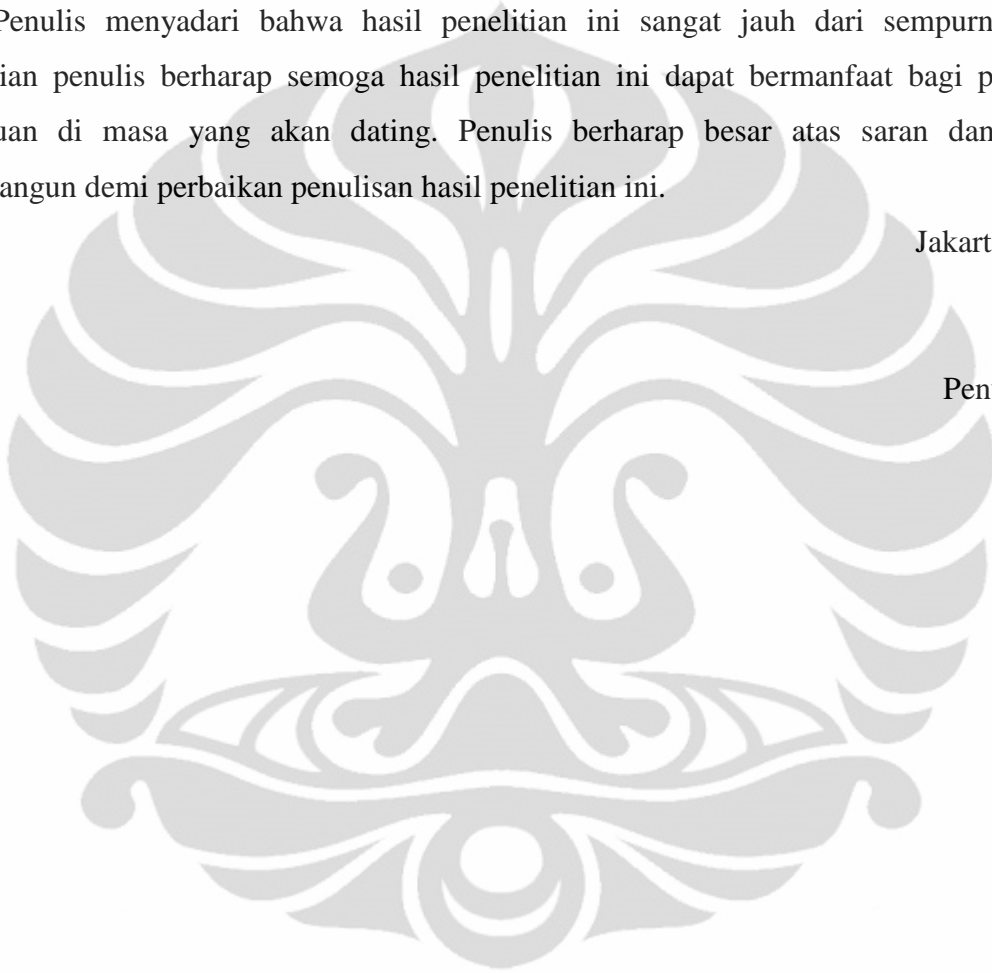 Penulis menyadari bahwa hasil penelitian ini sangat jauh dari sempurn
ian penulis berharap semoga hasil penelitian ini dapat bermanfaat bagi p
uan di masa yang akan dating. Penulis berharap besar atas saran dan
angun demi perbaikan penulisan hasil penelitian ini.
Jakart
Pen